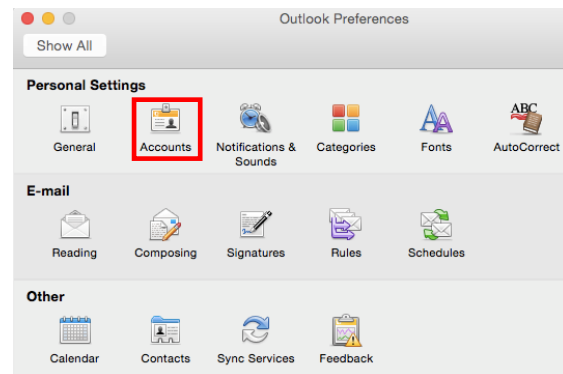 Outlook Preferences
Show All
Personal Settings
General Accounts Notifications & Sounds Categories Fonts ABC AutoCorrect
E-mail
Reading Composing Signatures Rules Schedules
Other
Calendar Contacts Sync Services Feedback